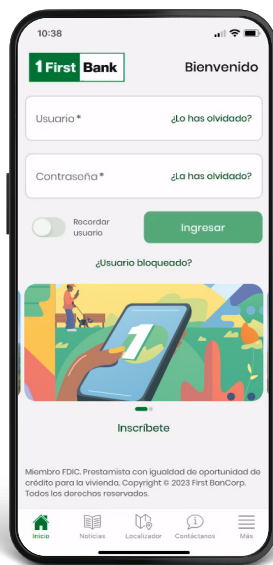 10:38
1 First Bank
Bienvenido
Usuario* ¿Lo has olvidado?
Contraseña* ¿La has olvidado?
Recordar
usuario
Ingresar
¿Usuario bloqueado?
1
Inscríbete
Miembro FDIC. Prestamista con igualdad de oportunidad de
crédito para la vivienda. Copyright © 2023 First BanCorp.
Todos los derechos reservados.
Inicio Noticias Localizador Contáctanos Más